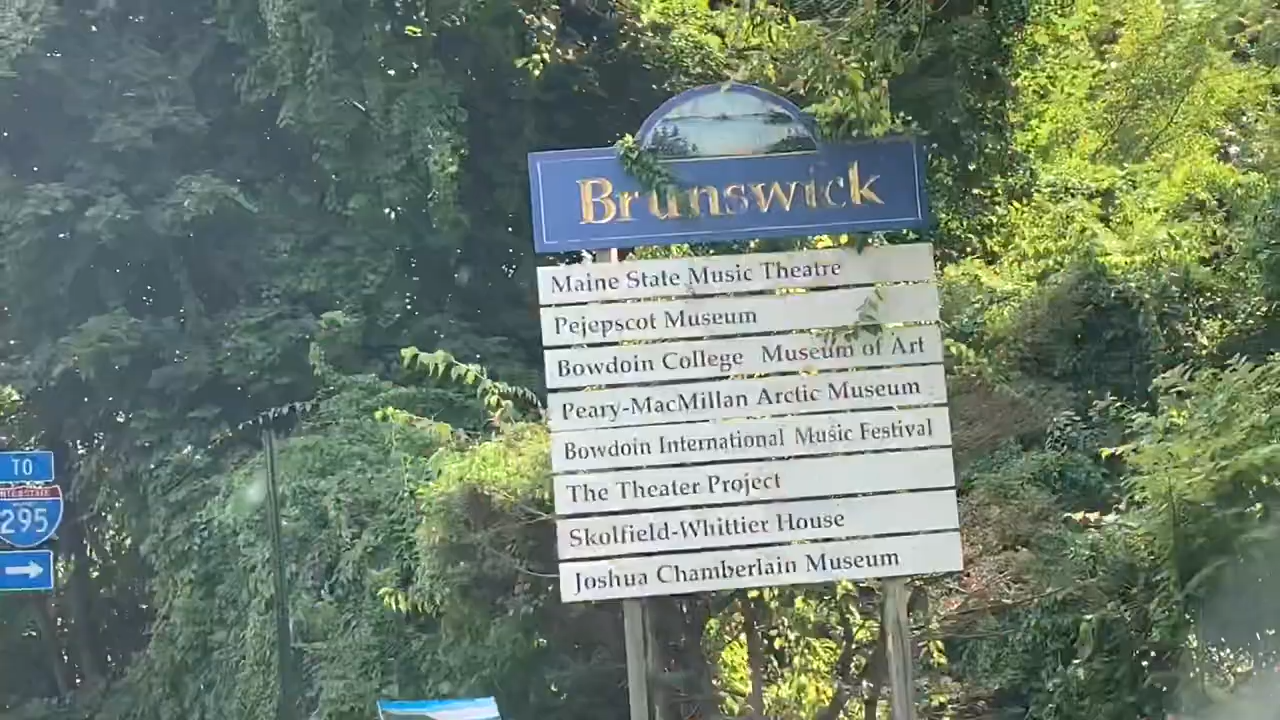 Brunswick
Maine State Music Theatre
Pejepscot Museum
Bowdoin College Museum of Art
Peary-MacMillan Arctic Museum
Bowdoin International Music Festival
The Theater Project
Skolfield-Whittier House
Joshua Chamberlain Museum
TO
INTERSTATE
295